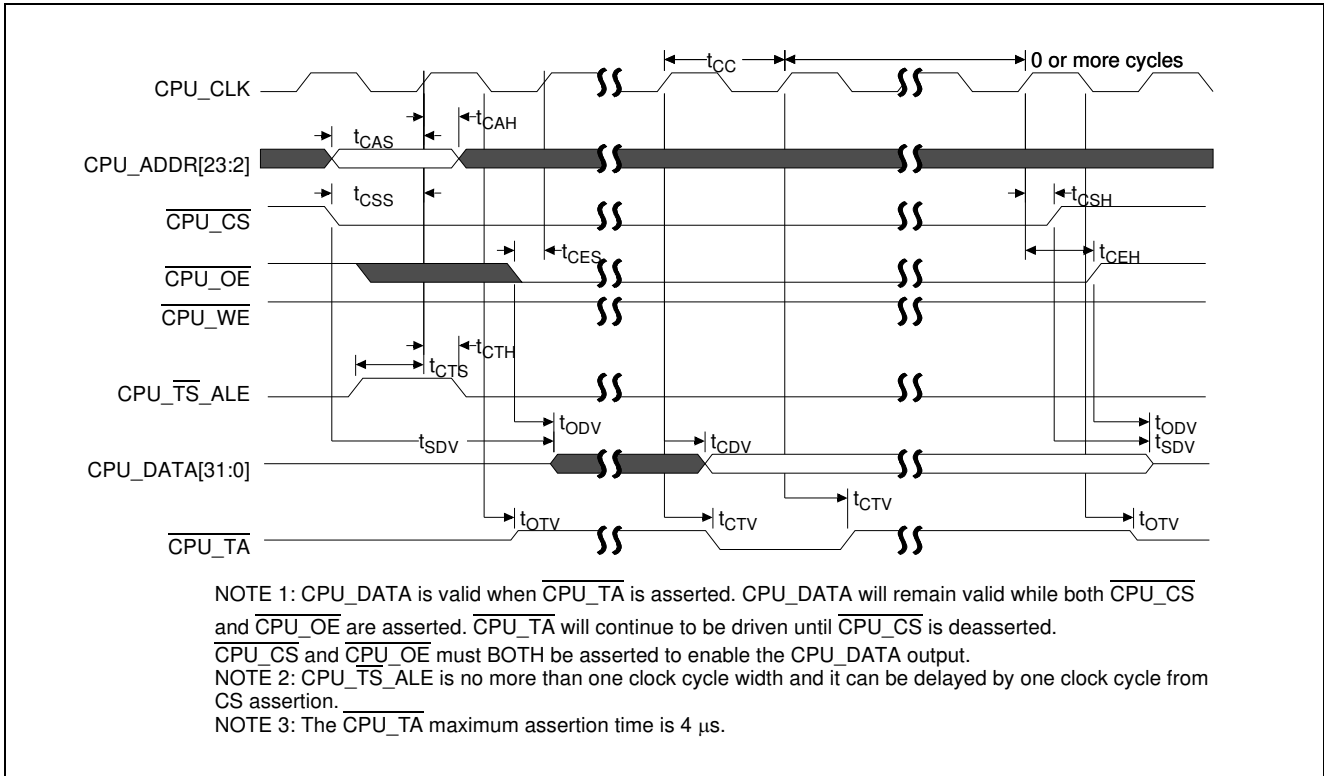 tCC
0 or more cycles
CPU_CLK
tCAH
tCAS
CPU_ADDR[23:2]
tCSS
tCSH
CPU_CS
tCES
tCEH
CPU_OE
CPU_WE
tCTH
tCTS
CPU_TS_ALE
tODV
tODV
tSDV
tCDV
tSDV
CPU_DATA[31:0]
tCTV
tOTV
tCTV
tOTV
CPU_TA
NOTE 1: CPU_DATA is valid when CPU_TA is asserted. CPU_DATA will remain valid while both CPU_CS
and CPU_OE are asserted. CPU_TA will continue to be driven until CPU_CS is deasserted.
CPU_CS and CPU_OE must BOTH be asserted to enable the CPU_DATA output.
NOTE 2: CPU_TS_ALE is no more than one clock cycle width and it can be delayed by one clock cycle from
CS assertion.
NOTE 3: The CPU_TA maximum assertion time is 4 μs.